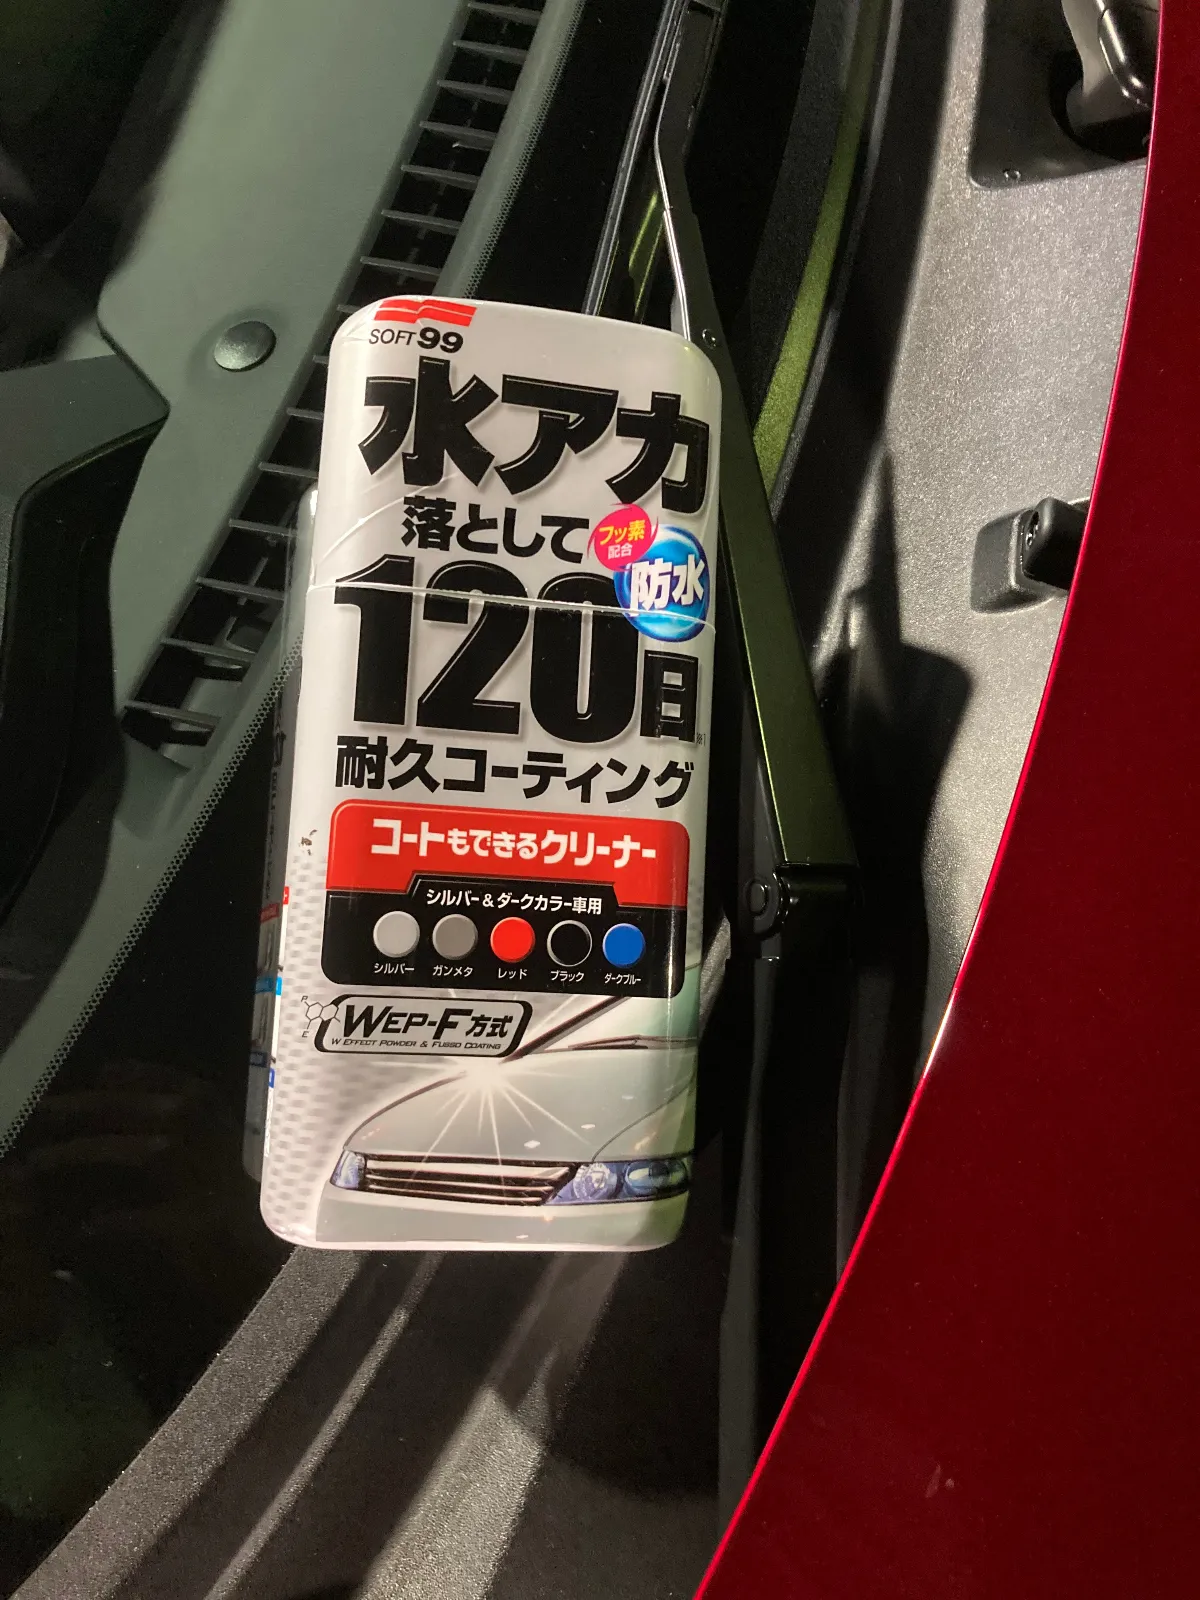 SOFT99
水アカ
落として
フッ素
配合
防水
120日
耐久コーティング
コートもできるクリーナー
シルバー&ダークカラー車用
シルバー ガンメタ レッド ブラック ダークブルー
P
E
WEP-F方式
W EFFECT POWDER & FUSSO COATING